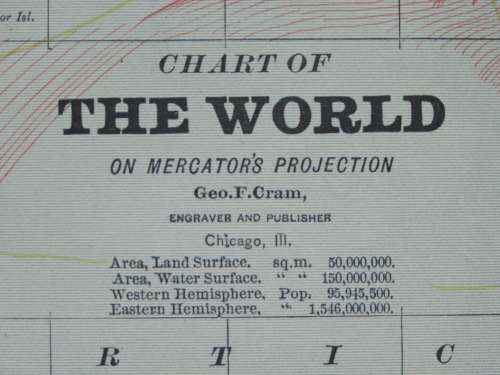 or Isl.
CHART OF
THE WORLD
ON MERCATOR'S PROJECTION
Geo.F.Cram,
ENGRAVER AND PUBLISHER
Chicago, Ill.
Area, Land Surface. sq.m. 50,000,000.
Area, Water Surface. " " 150,000,000.
Western Hemisphere, Pop. 95,945,500.
Eastern Hemisphere, " 1,546,000,000.
R T I C